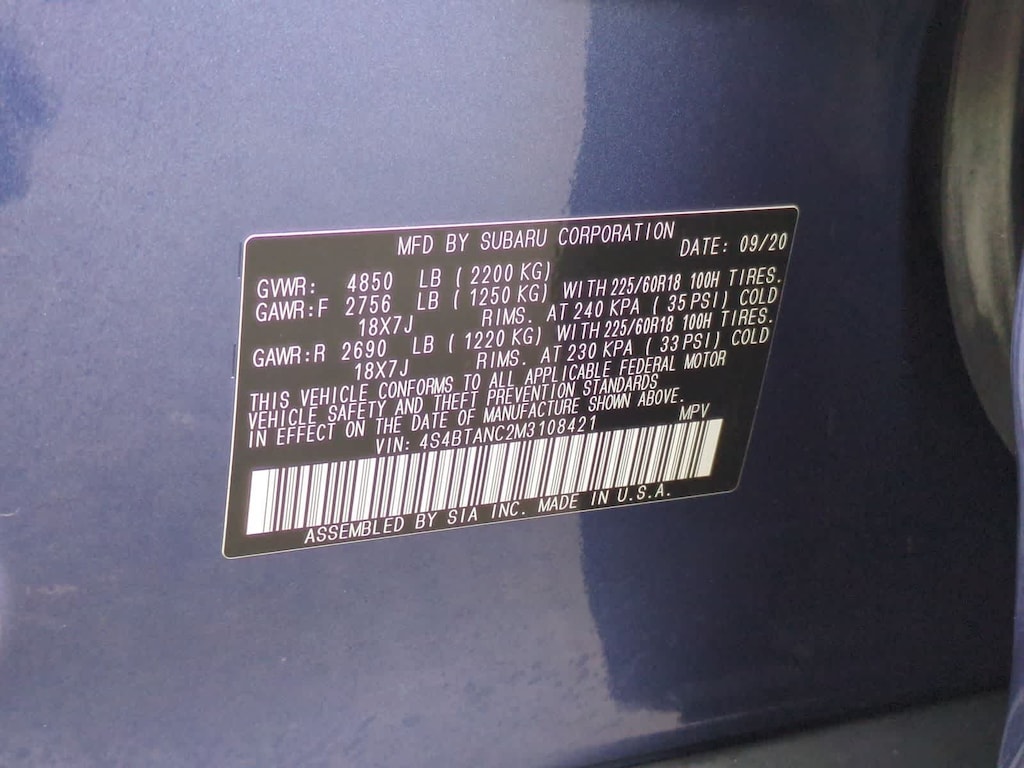 MFD BY SUBARU CORPORATION DATE: 09/20
GVWR: 4850 LB ( 2200 KG)
GAWR:F 2756 LB ( 1250 KG) WITH 225/60R18 100H TIRES.
18X7J RIMS. AT 240 KPA ( 35 PSI) COLD
GAWR:R 2690 LB ( 1220 KG) WITH 225/60R18 100H TIRES.
18X7J RIMS. AT 230 KPA ( 33 PSI) COLD
THIS VEHICLE CONFORMS TO ALL APPLICABLE FEDERAL MOTOR
VEHICLE SAFETY AND THEFT PREVENTION STANDARDS
IN EFFECT ON THE DATE OF MANUFACTURE SHOWN ABOVE.
VIN: 4S4BTANC2M3108421 MPV
ASSEMBLED BY SIA INC. MADE IN U.S.A.